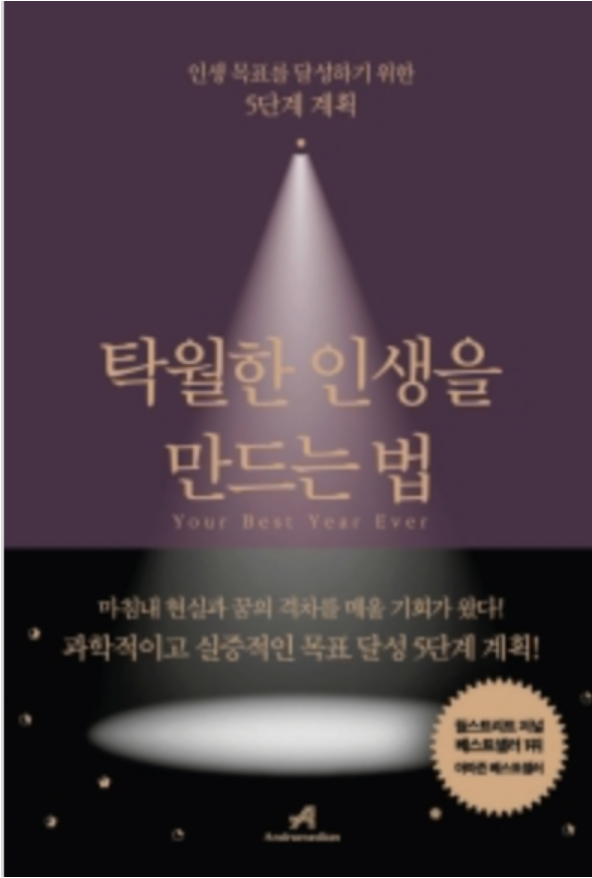 인생 목표를 달성하기 위한
5단계 계획
탁월한 인생을
만드는 법
Your Best Year Ever
마침내 현실과 꿈의 격차를 메울 기회가 왔다!
과학적이고 실증적인 목표 달성 5단계 계획!
월스트리트 저널
베스트셀러 1위
아마존 베스트셀러
Andromedian